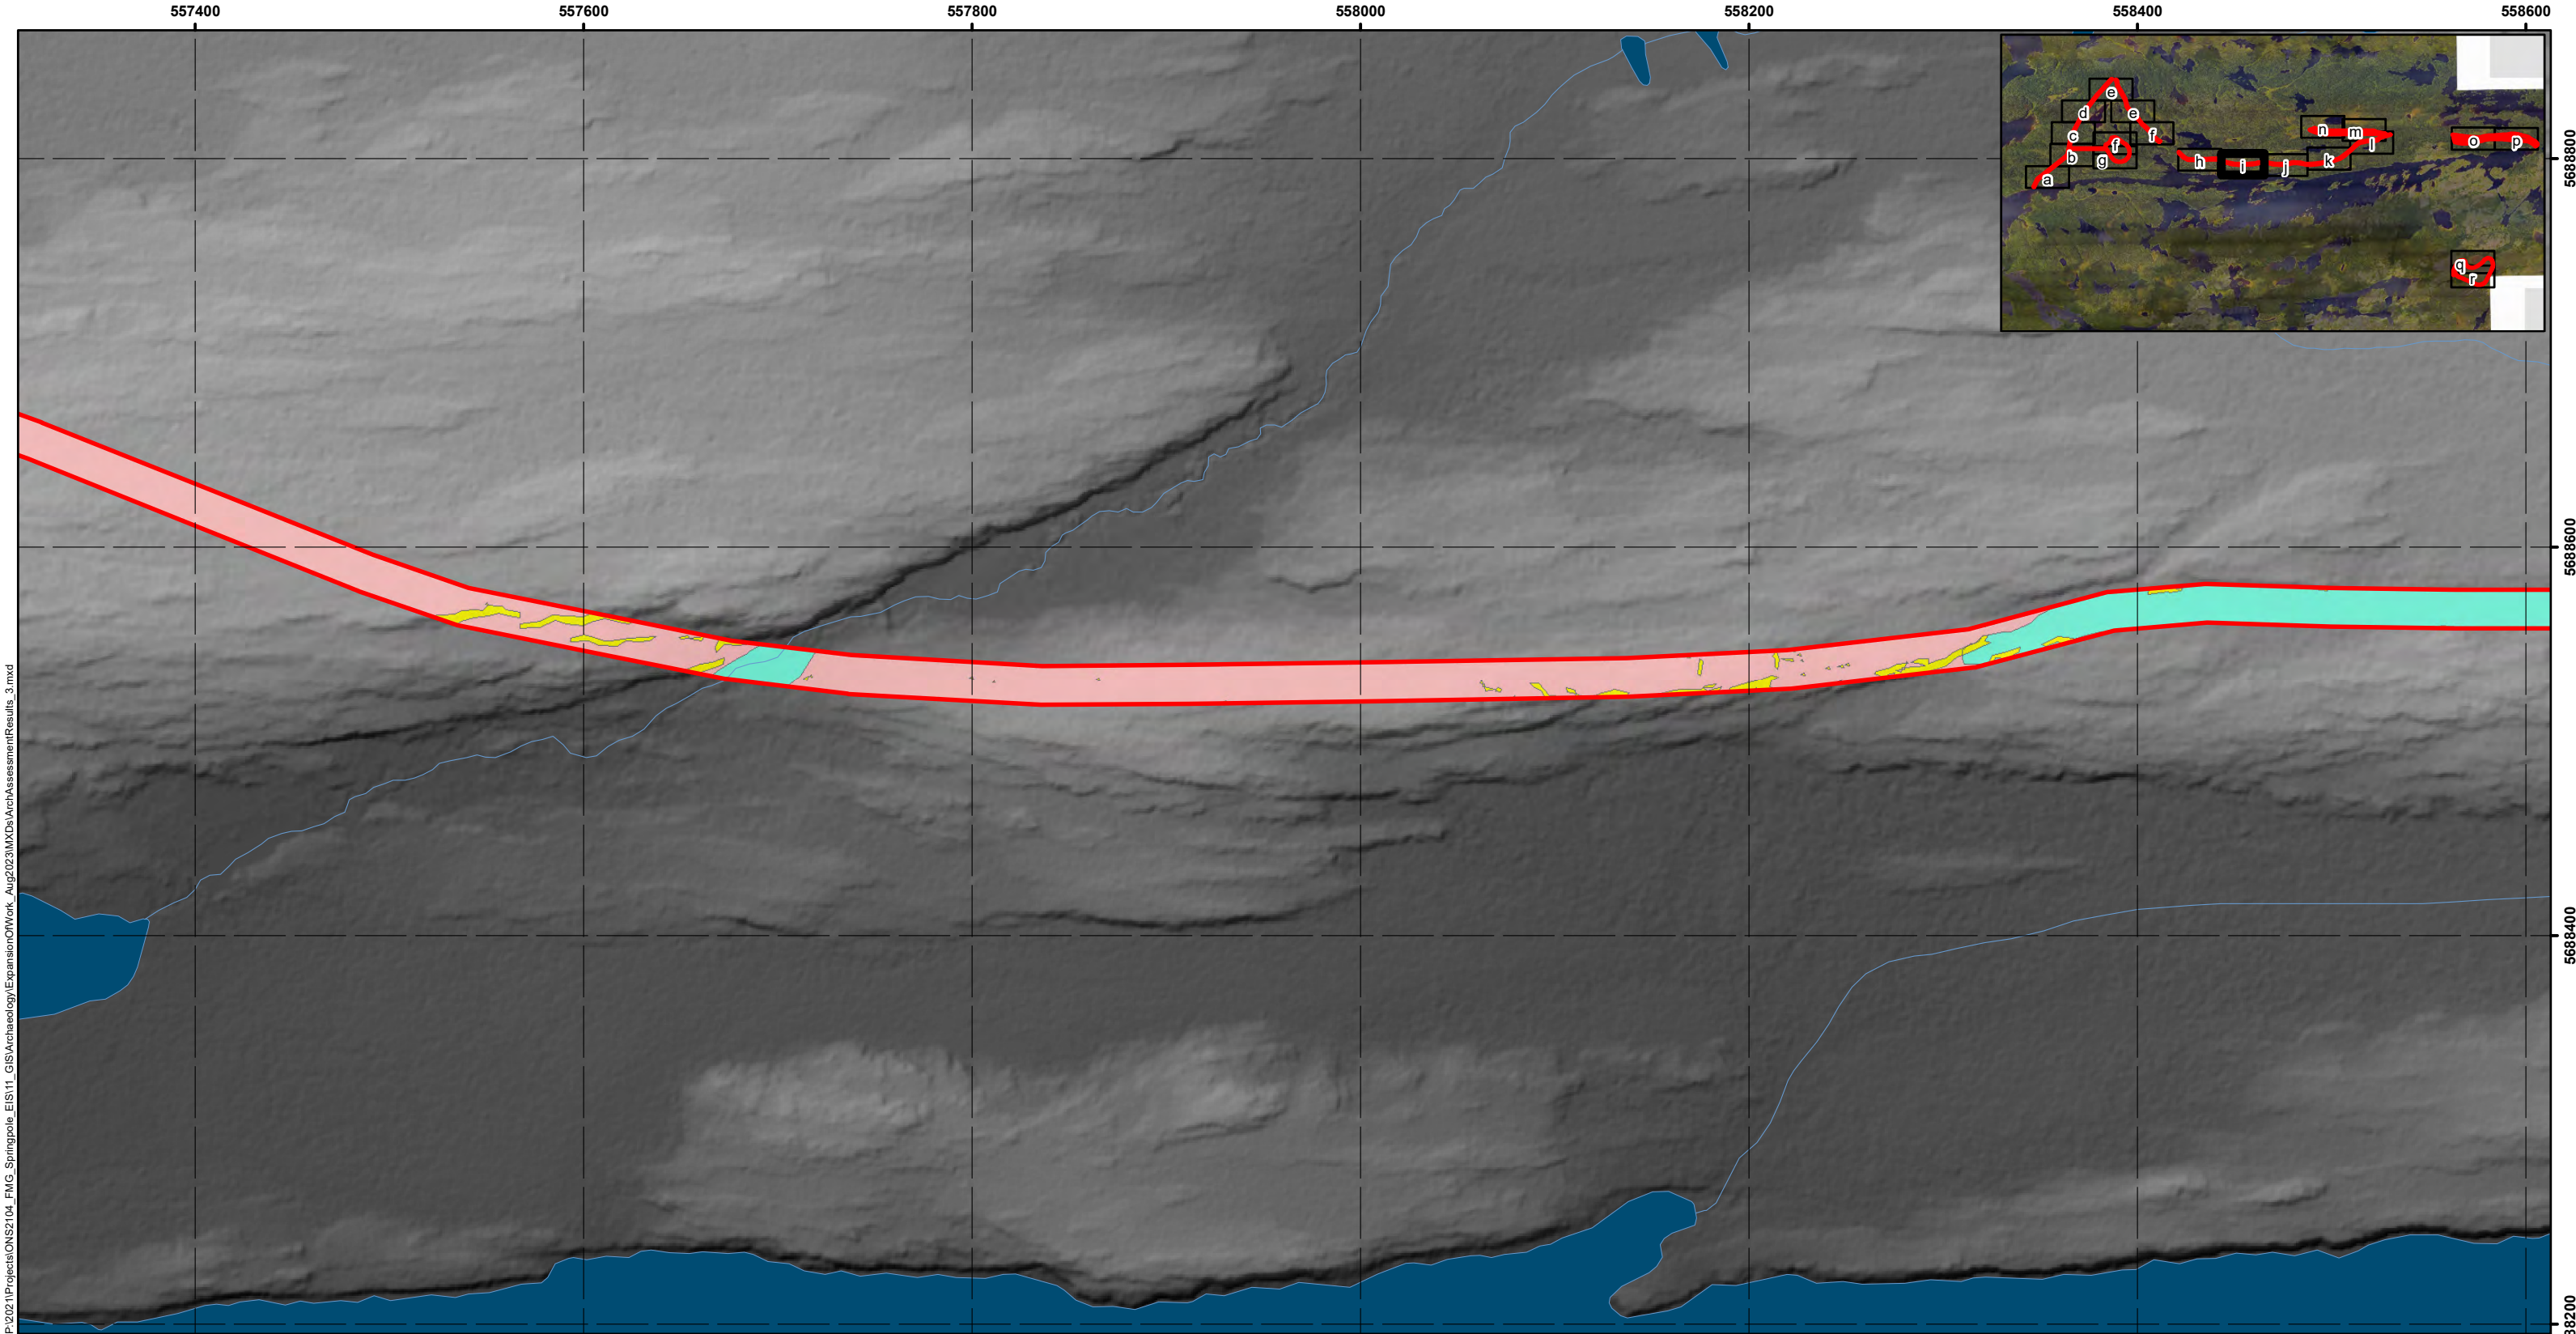 557400 557600 557800 558000 558200 558400 558600
e
d e
c f f
b g
a
h i j k l
n m
o p
q
r
5688800
5688600
5688400
P:\2021\Projects\ONS2104_FMG_Springpole_EIS\11_GIS\Archaeology\ExpansionOfWork_Aug2023\MXDs\ArchAssessmentResults_3.mxd